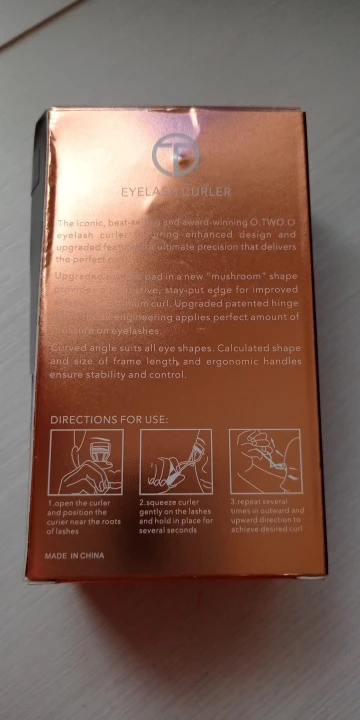 EYELASH CURLER
The iconic, best-selling and award-winning O.TWO.O
eyelash curler enhanced design and
upgraded ultimate precision that delivers
the perfect
Upgraded pad in a new "mushroom" shape
stay-put edge for improved
curl. Upgraded patented hinge
engineering applies perfect amount of
on eyelashes.
Curved angle suits all eye shapes. Calculated shape
and size of frame length, and ergonomic handles
ensure stability and control.
DIRECTIONS FOR USE:
1.open the curler
and position the
curler near the roots
of lashes
2.squeeze curler
gently on the lashes
and hold in place for
several seconds
3.repeat several
times in outward and
upward direction to
achieve desired curl
MADE IN CHINA